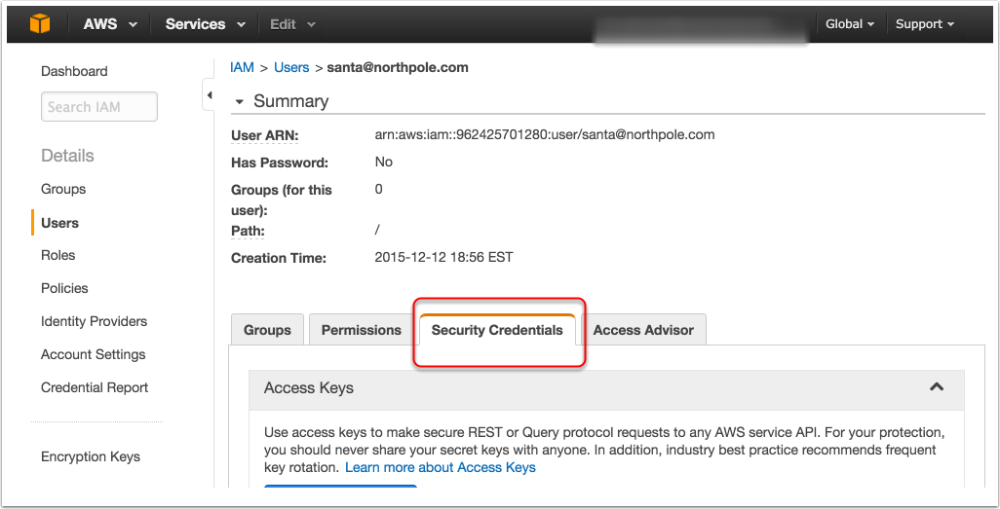 AWS Services Edit Global Support
Dashboard
Search IAM
Details
Groups
Users
Roles
Policies
Identity Providers
Account Settings
Credential Report
Encryption Keys
IAM > Users > santa@northpole.com
Summary
User ARN: arn:aws:iam::962425701280:user/santa@northpole.com
Has Password: No
Groups (for this 0
user):
Path: /
Creation Time: 2015-12-12 18:56 EST
Groups Permissions Security Credentials Access Advisor
Access Keys
Use access keys to make secure REST or Query protocol requests to any AWS service API. For your protection,
you should never share your secret keys with anyone. In addition, industry best practice recommends frequent
key rotation. Learn more about Access Keys